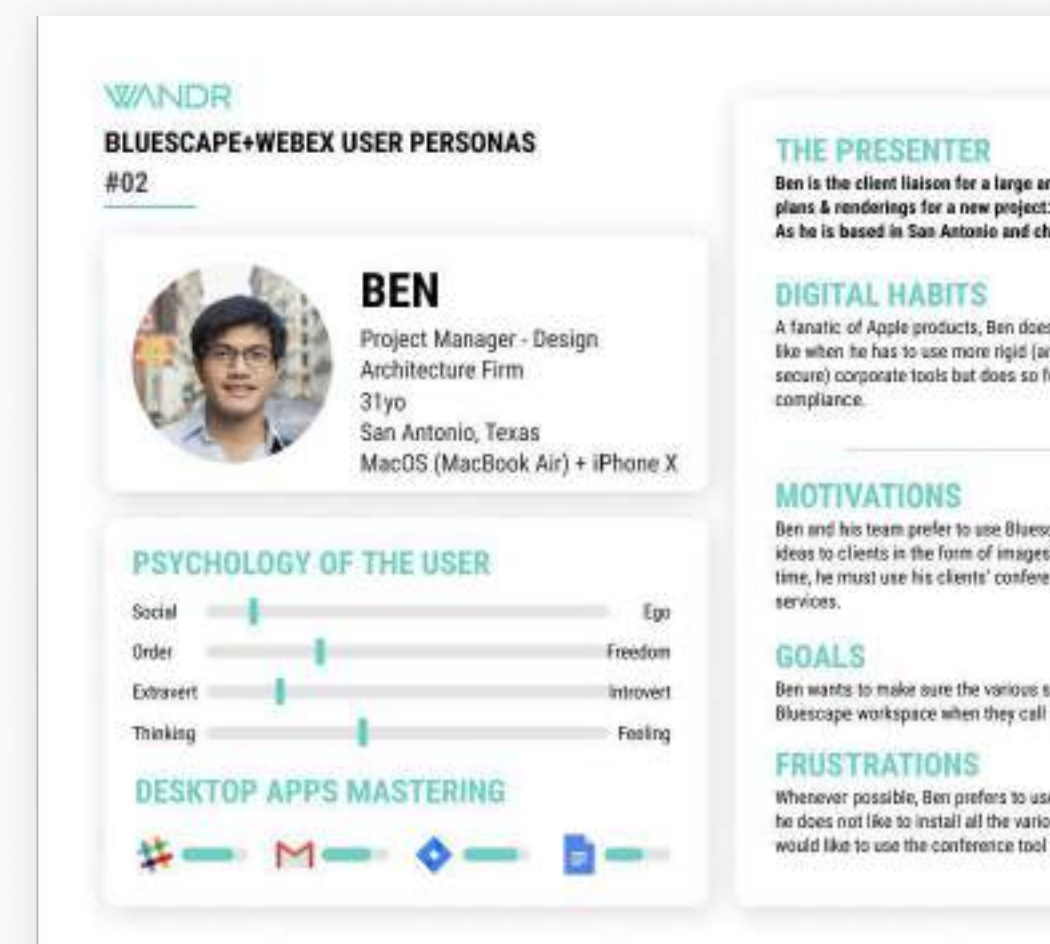 WANDR
BLUESCAPE+WEBEX USER PERSONAS
#02
BEN
Project Manager - Design
Architecture Firm
31yo
San Antonio, Texas
MacOS (MacBook Air) + iPhone X
PSYCHOLOGY OF THE USER
Social Ego
Order Freedom
Extravert Introvert
Thinking Feeling
DESKTOP APPS MASTERING
THE PRESENTER
Ben is the client liaison for a large
plans & renderings for a new project:
As he is based in San Antonio and
DIGITAL HABITS
A fanatic of Apple products, Ben does
like when he has to use more rigid
secure) corporate tools but does so
compliance.
MOTIVATIONS
Ben and his team prefer to use
ideas to clients in the form of images
time, he must use his clients'
services.
GOALS
Ben wants to make sure the various
Bluescape workspace when they call
FRUSTRATIONS
Whenever possible, Ben prefers to
he does not like to install all the
would like to use the conference tool